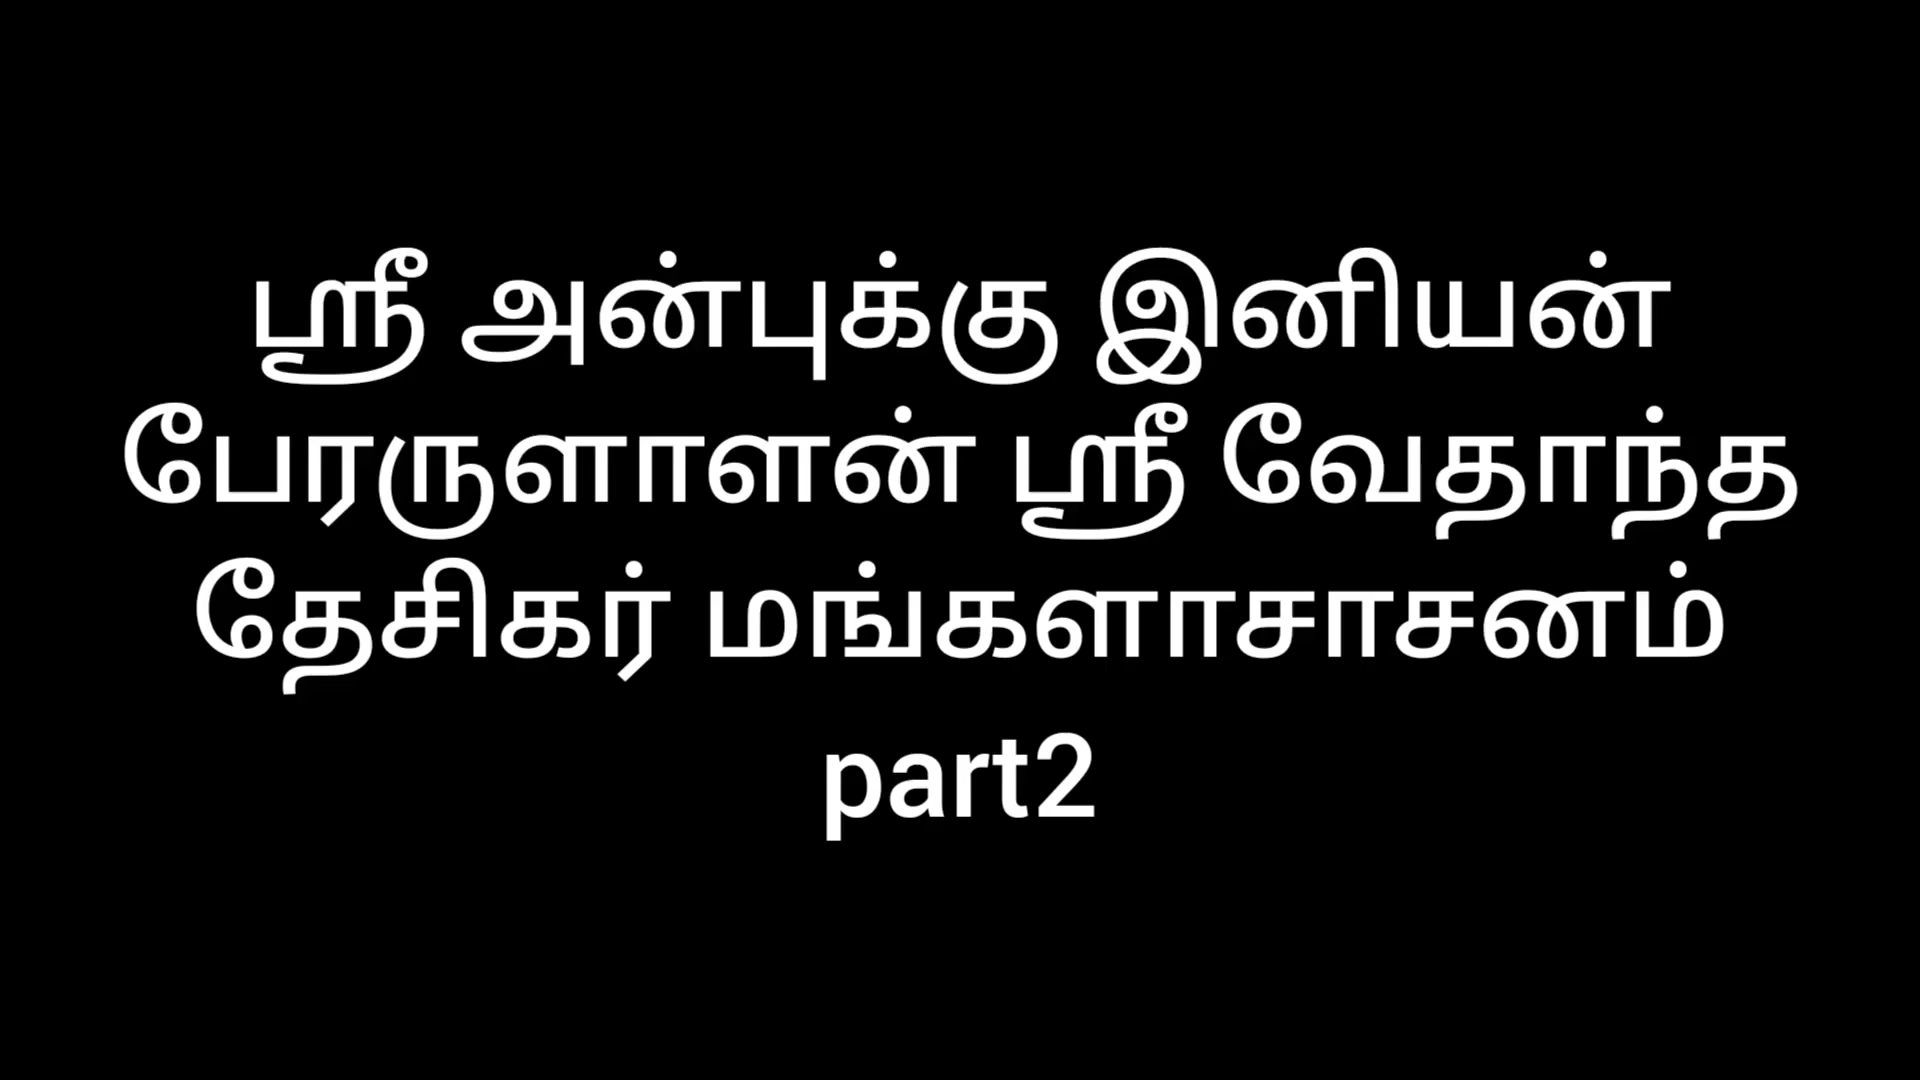 ஸ்ரீ அன்புக்கு இனியன்
பேரருளாளன் ஸ்ரீ வேதாந்த
தேசிகர் மங்களாசாசனம்
part2